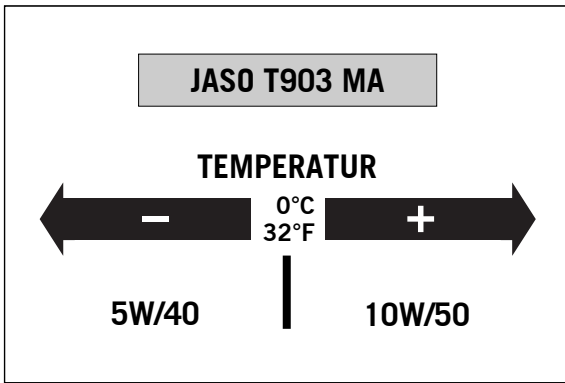 JASO T903 MA
TEMPERATUR
− 0°C +
32°F
5W/40 10W/50